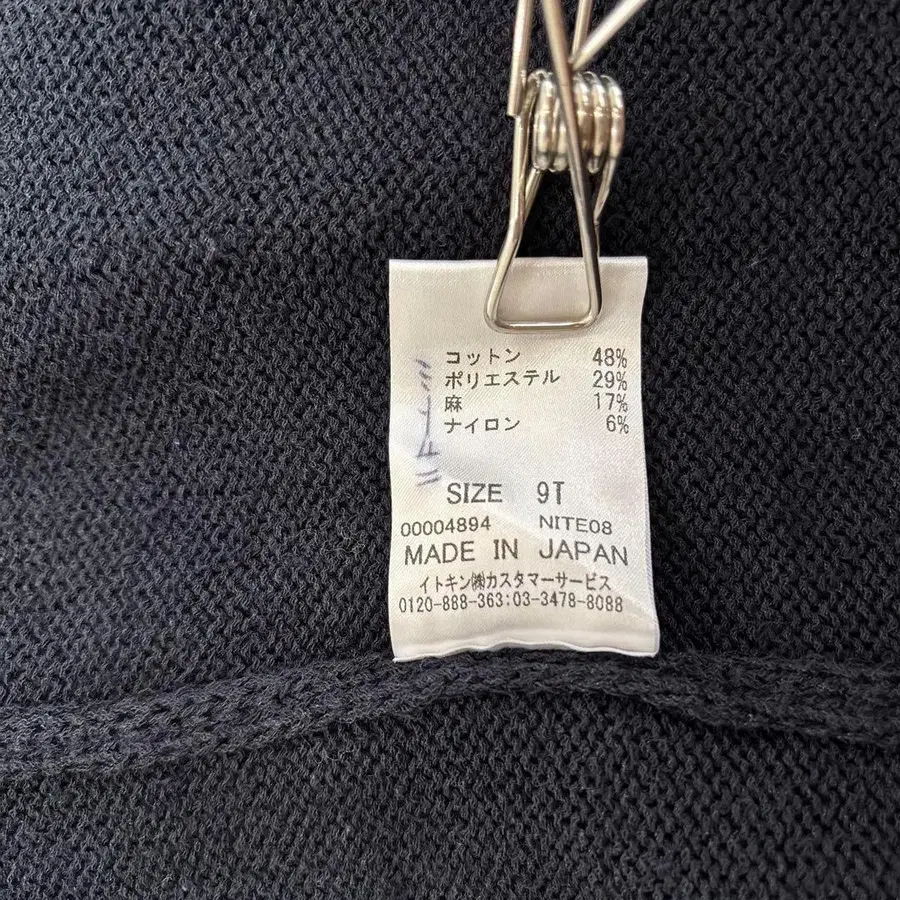 コットン 48%
ポリエステル 29%
麻 17%
ナイロン 6%
SIZE 9T
00004894 NITE08
MADE IN JAPAN
イトキン㈱カスタマーサービス
0120-888-363:03-3478-8088